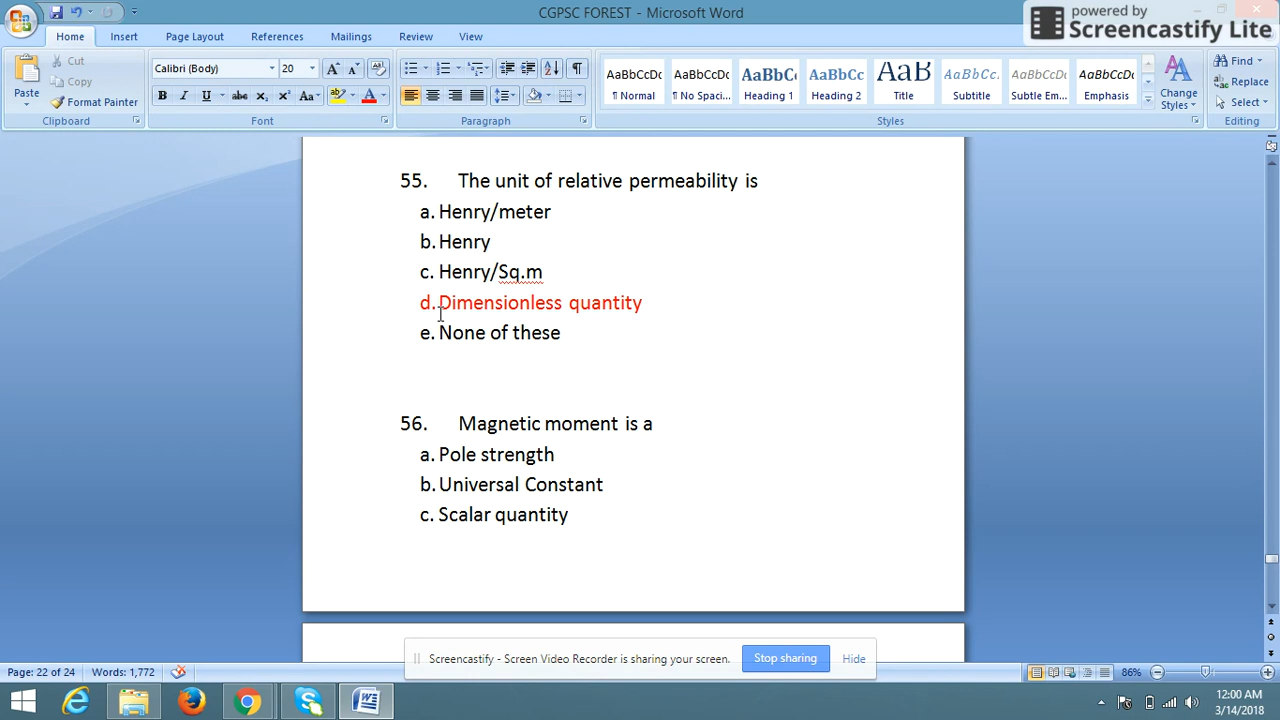 CGPSC FOREST - Microsoft Word
powered by
Screencastify Lite
Home Insert Page Layout References Mailings Review View
Paste
Cut
Copy
Format Painter
Clipboard
Calibri (Body) 20
Font
Paragraph
AaBbCcDc AaBbCcDc AaBbC AaBbCc AaB AaBbCc. AaBbCcDc AaBbCcDc
¶ Normal ¶ No Spaci... Heading 1 Heading 2 Title Subtitle Subtle Em... Emphasis
Change
Styles
Styles
Find
Replace
Select
Editing
55. The unit of relative permeability is
a. Henry/meter
b. Henry
c. Henry/Sq.m
d. Dimensionless quantity
e. None of these
56. Magnetic moment is a
a. Pole strength
b. Universal Constant
c. Scalar quantity
Screencastify - Screen Video Recorder is sharing your screen. Stop sharing Hide
Page: 22 of 24 Words: 1,772 86%
12:00 AM
3/14/2018